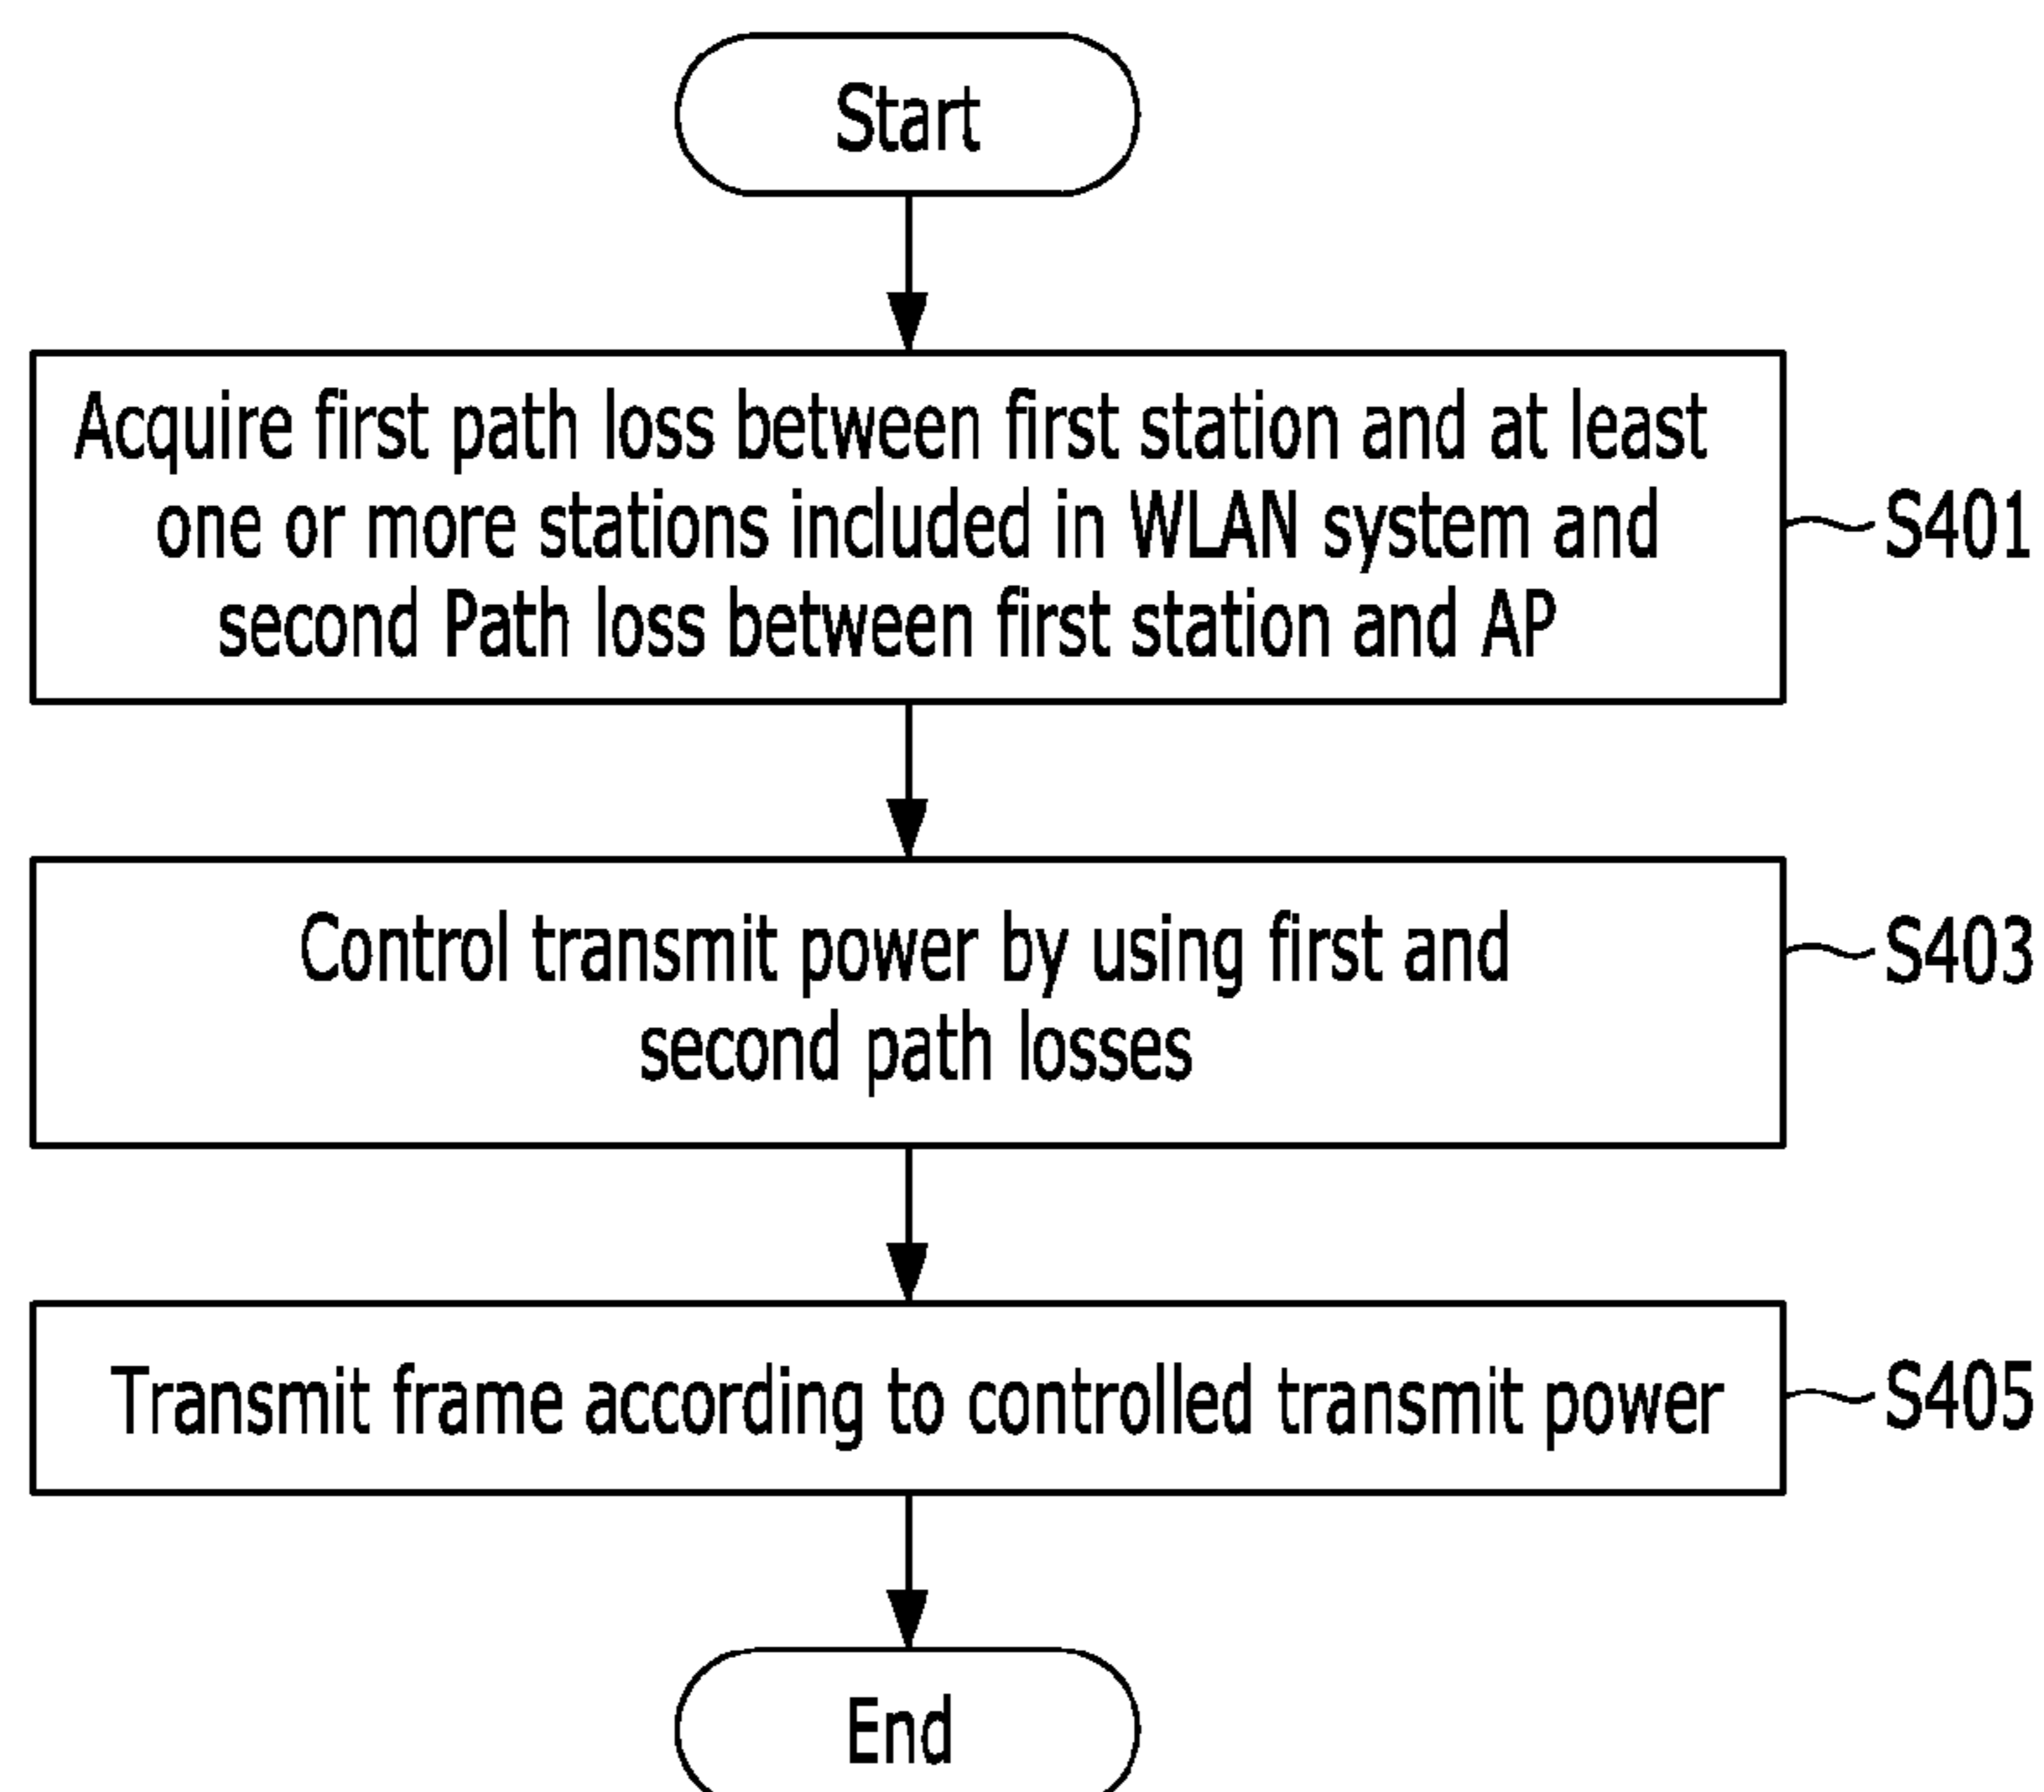 Start
Acquire first path loss between first station and at least
one or more stations included in WLAN system and
second Path loss between first station and AP
S401
Control transmit power by using first and
second path losses
S403
Transmit frame according to controlled transmit power
S405
End